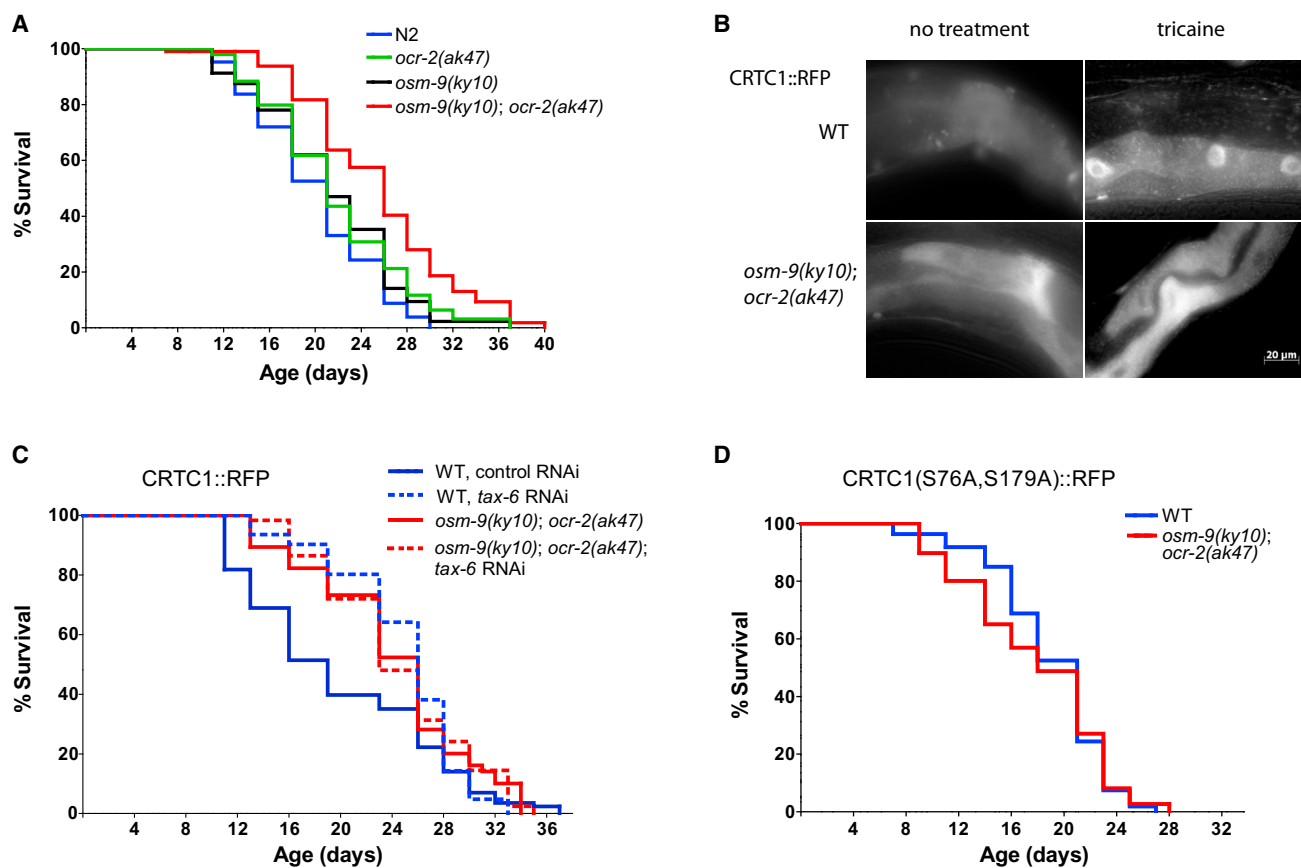 A
N2
ocr-2(ak47)
osm-9(ky10)
osm-9(ky10); ocr-2(ak47)
% Survival
100
80
60
40
20
0
4 8 12 16 20 24 28 32 36 40
Age (days)
B
no treatment tricaine
CRTC1::RFP
WT
osm-9(ky10);
ocr-2(ak47)
20 µm
C
CRTC1::RFP
WT, control RNAi
WT, tax-6 RNAi
osm-9(ky10); ocr-2(ak47)
osm-9(ky10); ocr-2(ak47);
tax-6 RNAi
% Survival
100
80
60
40
20
0
4 8 12 16 20 24 28 32 36
Age (days)
D
CRTC1(S76A,S179A)::RFP
WT
osm-9(ky10);
ocr-2(ak47)
% Survival
100
80
60
40
20
0
4 8 12 16 20 24 28 32
Age (days)